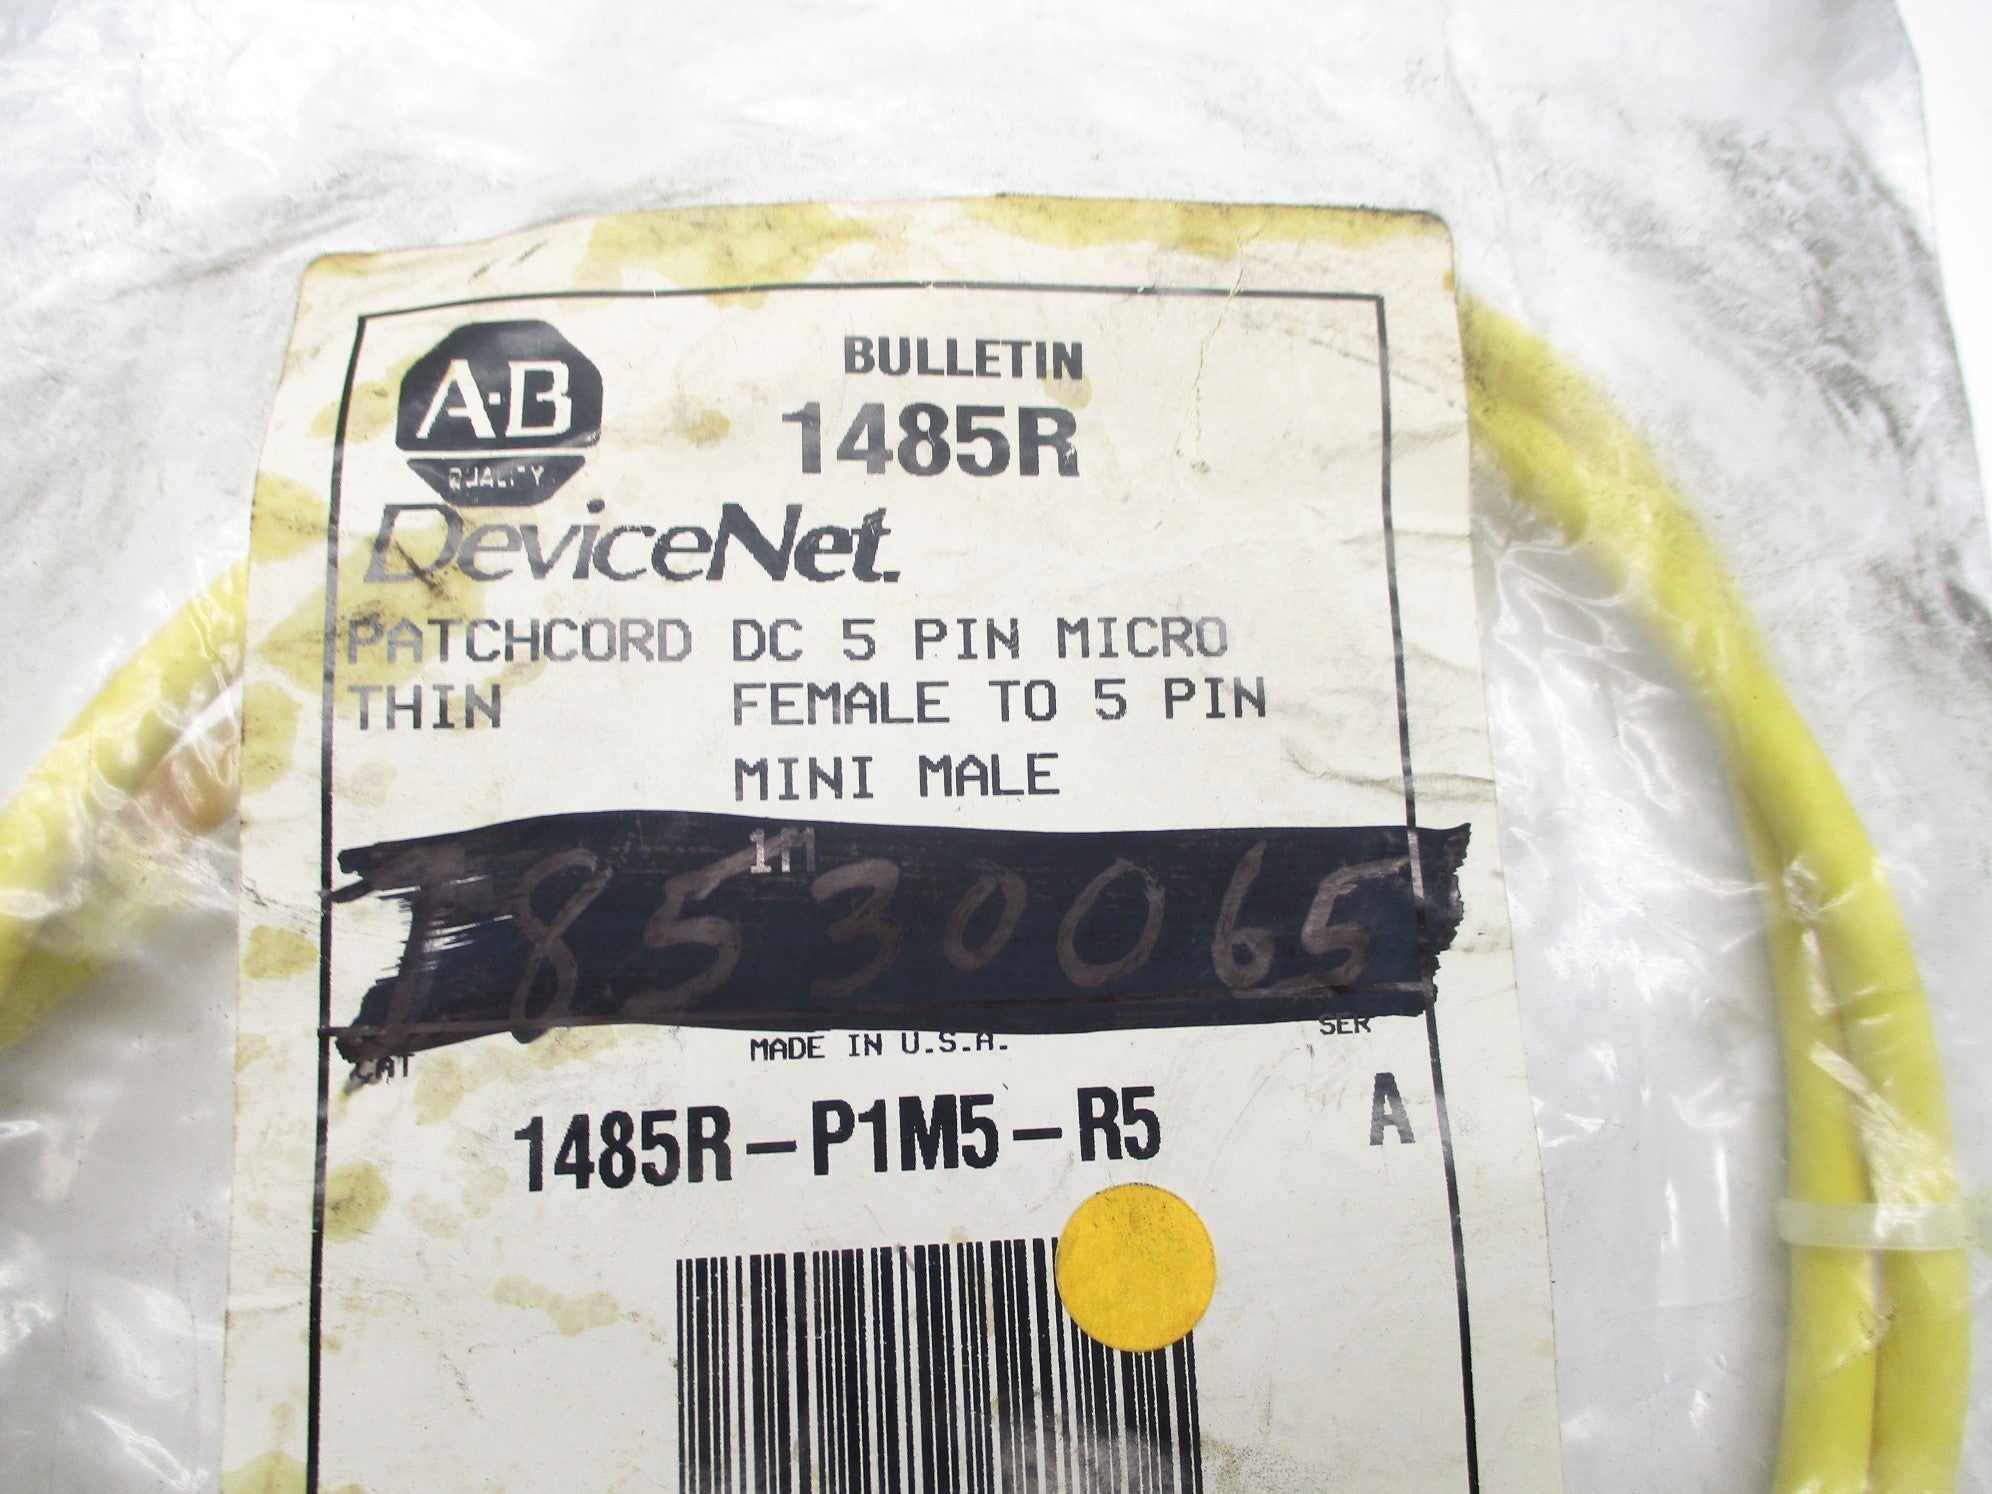 A-B
QUALITY
BULLETIN
1485R
DeviceNet.
PATCHCORD DC 5 PIN MICRO
THIN FEMALE TO 5 PIN
MINI MALE
1M
78530065
MADE IN U.S.A.
SER
CAT
1485R-P1M5-R5
A